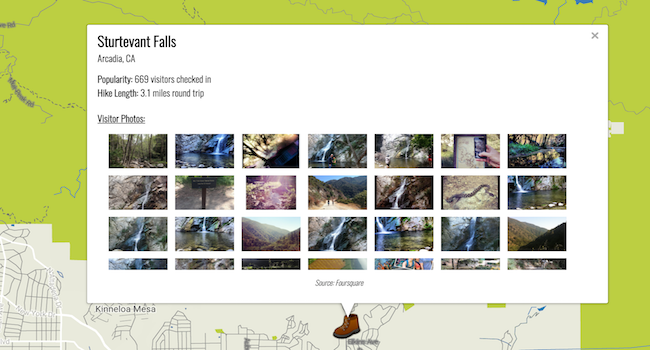 Sturtevant Falls
×
Arcadia, CA
Popularity: 669 visitors checked in
Hike Length: 3.1 miles round trip
Visitor Photos:
Source: Foursquare
Kinneloa Mesa